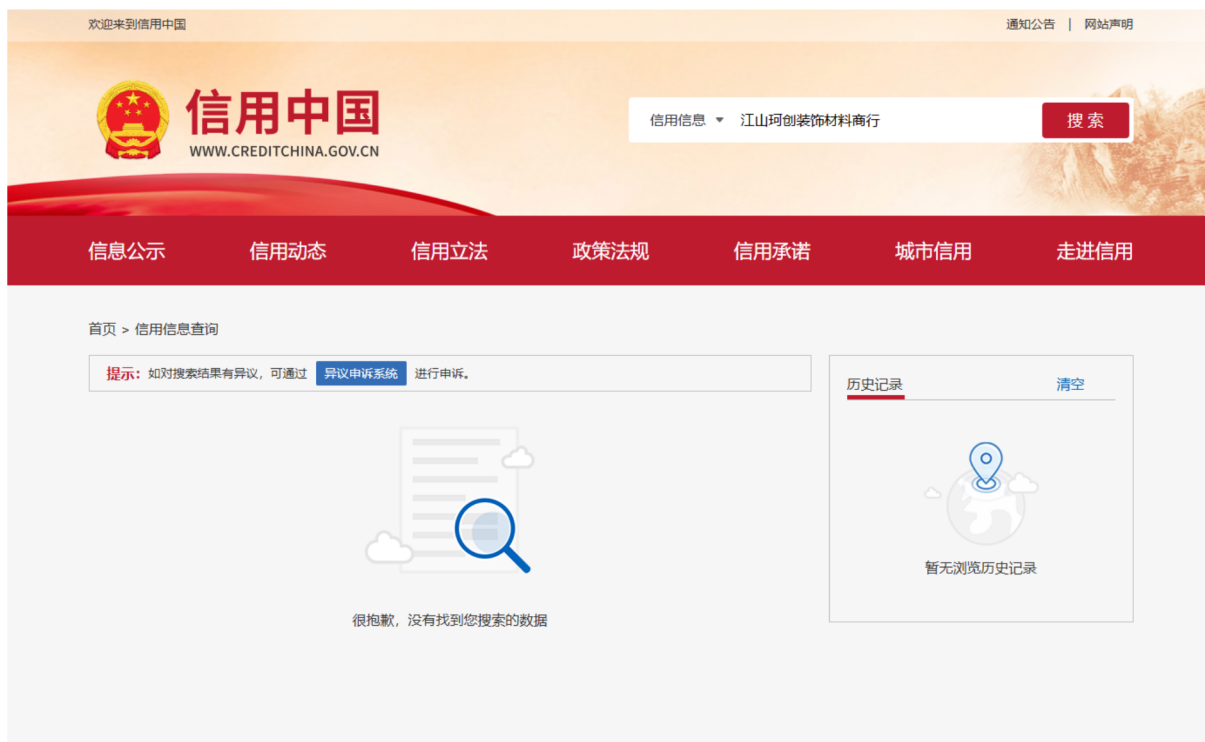 欢迎来到信用中国
通知公告 | 网站声明
信用中国
WWW.CREDITCHINA.GOV.CN
信用信息 江山珂创装饰材料商行 搜索
信息公示 信用动态 信用立法 政策法规 信用承诺 城市信用 走进信用
首页 > 信用信息查询
提示：如对搜索结果有异议，可通过 异议申诉系统 进行申诉。
历史记录 清空
很抱歉，没有找到您搜索的数据
暂无浏览历史记录